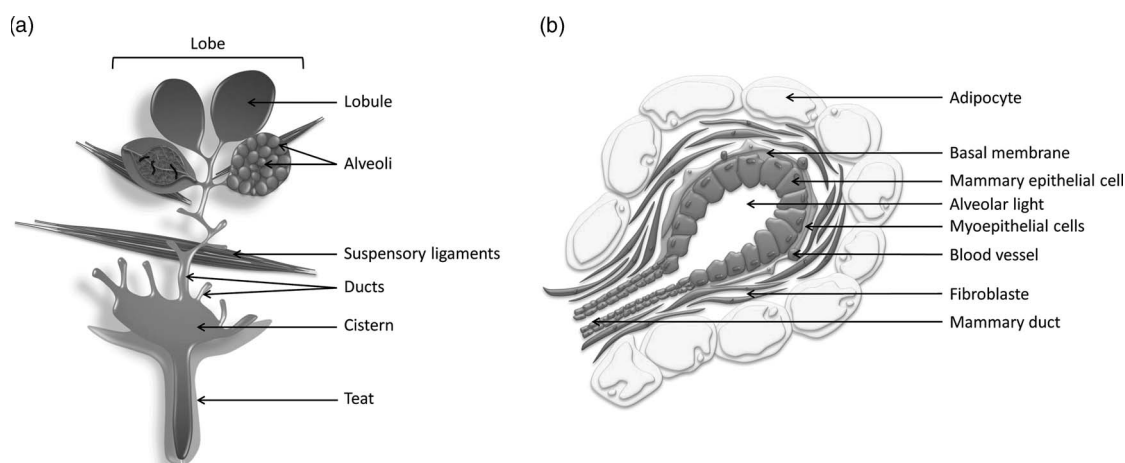 (a)
Lobe
Lobule
Alveoli
Suspensory ligaments
Ducts
Cistern
Teat
(b)
Adipocyte
Basal membrane
Mammary epithelial cell
Alveolar light
Myoepithelial cells
Blood vessel
Fibroblaste
Mammary duct